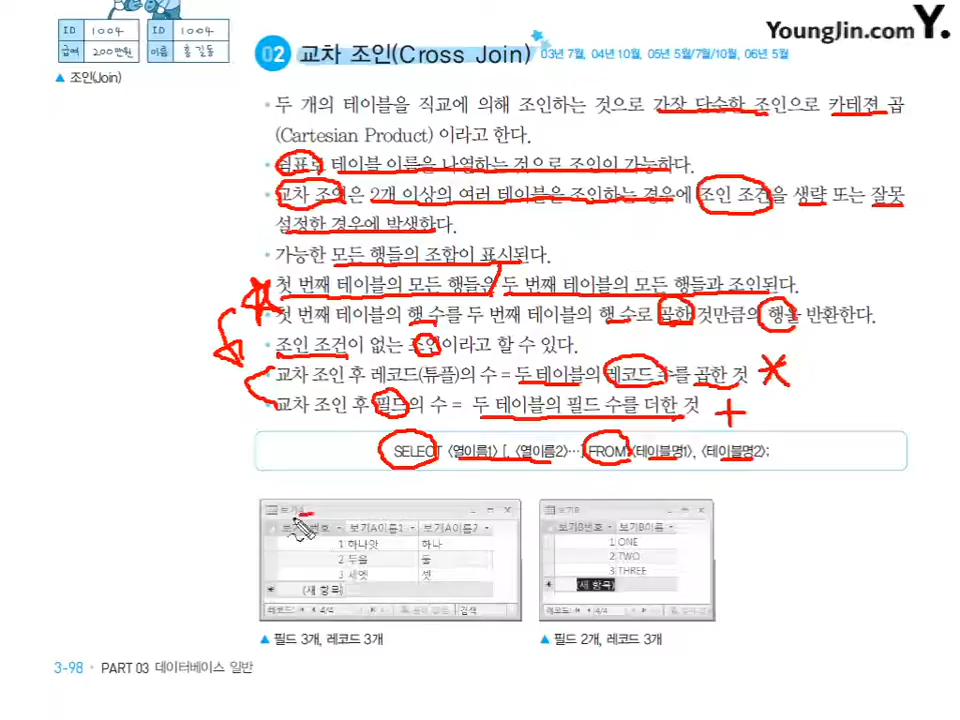 ID 1004 ID 1004
급여 200만원 이름 홍길동
▲ 조인(Join)
YoungJin.com Y.
02 교차 조인(Cross Join) 03년 7월, 04년 10월, 05년 5월/7월/10월, 06년 5월
• 두 개의 테이블을 직교에 의해 조인하는 것으로 가장 단순한 조인으로 카테젼 곱
(Cartesian Product) 이라고 한다.
• 쉼표로 테이블 이름을 나열하는 것으로 조인이 가능하다.
• 교차 조인은 2개 이상의 여러 테이블은 조인하는 경우에 조인 조건을 생략 또는 잘못
설정한 경우에 발생한다.
• 가능한 모든 행들의 조합이 표시된다.
첫 번째 테이블의 모든 행들은 두 번째 테이블의 모든 행들과 조인된다.
첫 번째 테이블의 행 수를 두 번째 테이블의 행 수로 곱한 것만큼의 행을 반환한다.
• 조인 조건이 없는 조인이라고 할 수 있다.
교차 조인 후 레코드(튜플)의 수 = 두 테이블의 레코드 수를 곱한 것 *
교차 조인 후 필드의 수 = 두 테이블의 필드 수를 더한 것 +
SELECT <열이름1> [, <열이름2>…] FROM <테이블명1>, <테이블명2>;
보기A
번호 보기A이름1 보기A이름2
1 하나앗 하나
2 두울 둘
3 세엣 셋
* (새 항목)
레코드: 4/4 검색
▲ 필드 3개, 레코드 3개
보기B
보기B번호 보기B이름
1 ONE
2 TWO
3 THREE
* (새 항목)
레코드: 4/4
▲ 필드 2개, 레코드 3개
3-98 • PART 03 데이터베이스 일반